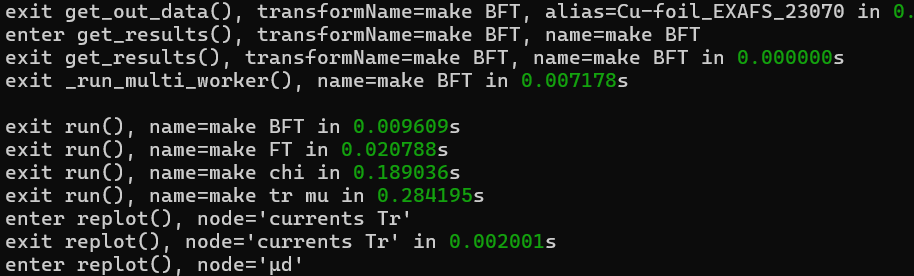 exit get_out_data(), transformName=make BFT, alias=Cu-foil_EXAFS_23070 in 0.
enter get_results(), transformName=make BFT, name=make BFT
exit get_results(), transformName=make BFT, name=make BFT in 0.000000s
exit _run_multi_worker(), name=make BFT in 0.007178s
exit run(), name=make BFT in 0.009609s
exit run(), name=make FT in 0.020788s
exit run(), name=make chi in 0.189036s
exit run(), name=make tr mu in 0.284195s
enter replot(), node='currents Tr'
exit replot(), node='currents Tr' in 0.002001s
enter replot(), node='µd'